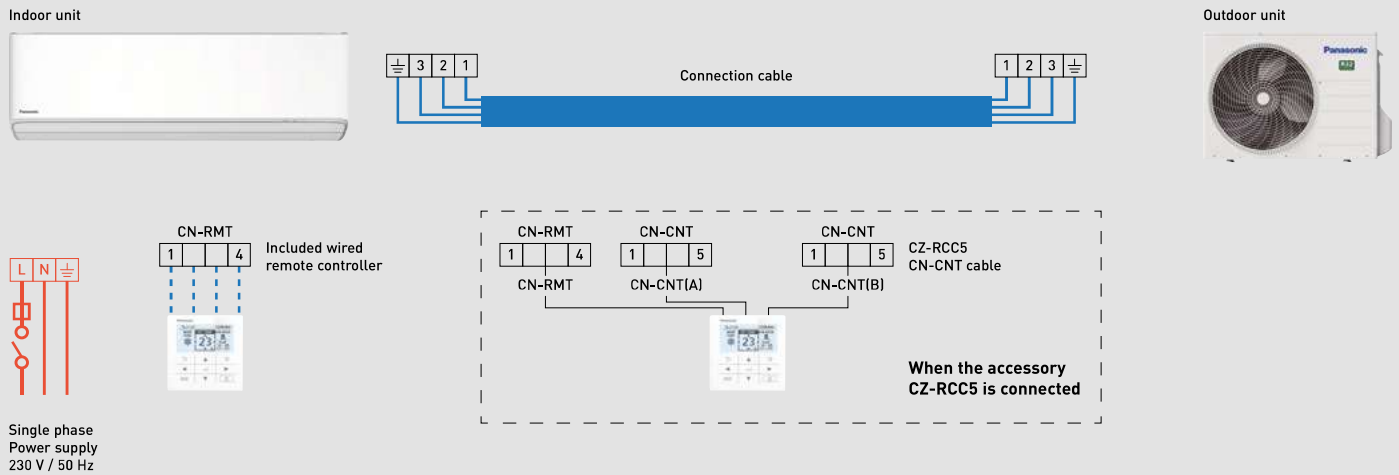 Indoor unit
Outdoor unit
Panasonic
Panasonic
R32
3 2 1
Connection cable
1 2 3
CN-RMT
1 4
Included wired
remote controller
L N
23
Single phase
Power supply
230 V / 50 Hz
CN-RMT
CN-CNT
CN-CNT
1 4
1 5
1 5
CZ-RCC5
CN-CNT cable
CN-RMT
CN-CNT(A)
CN-CNT(B)
23
When the accessory
CZ-RCC5 is connected